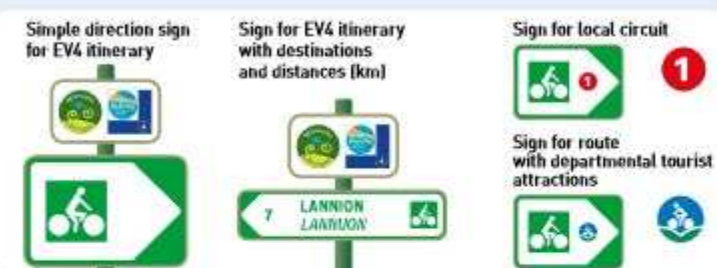 Simple direction sign
for EV4 itinerary
Sign for EV4 itinerary
with destinations
and distances (km)
7 LANNION
LANNUON
Sign for local circuit
1
1
Sign for route
with departmental tourist
attractions